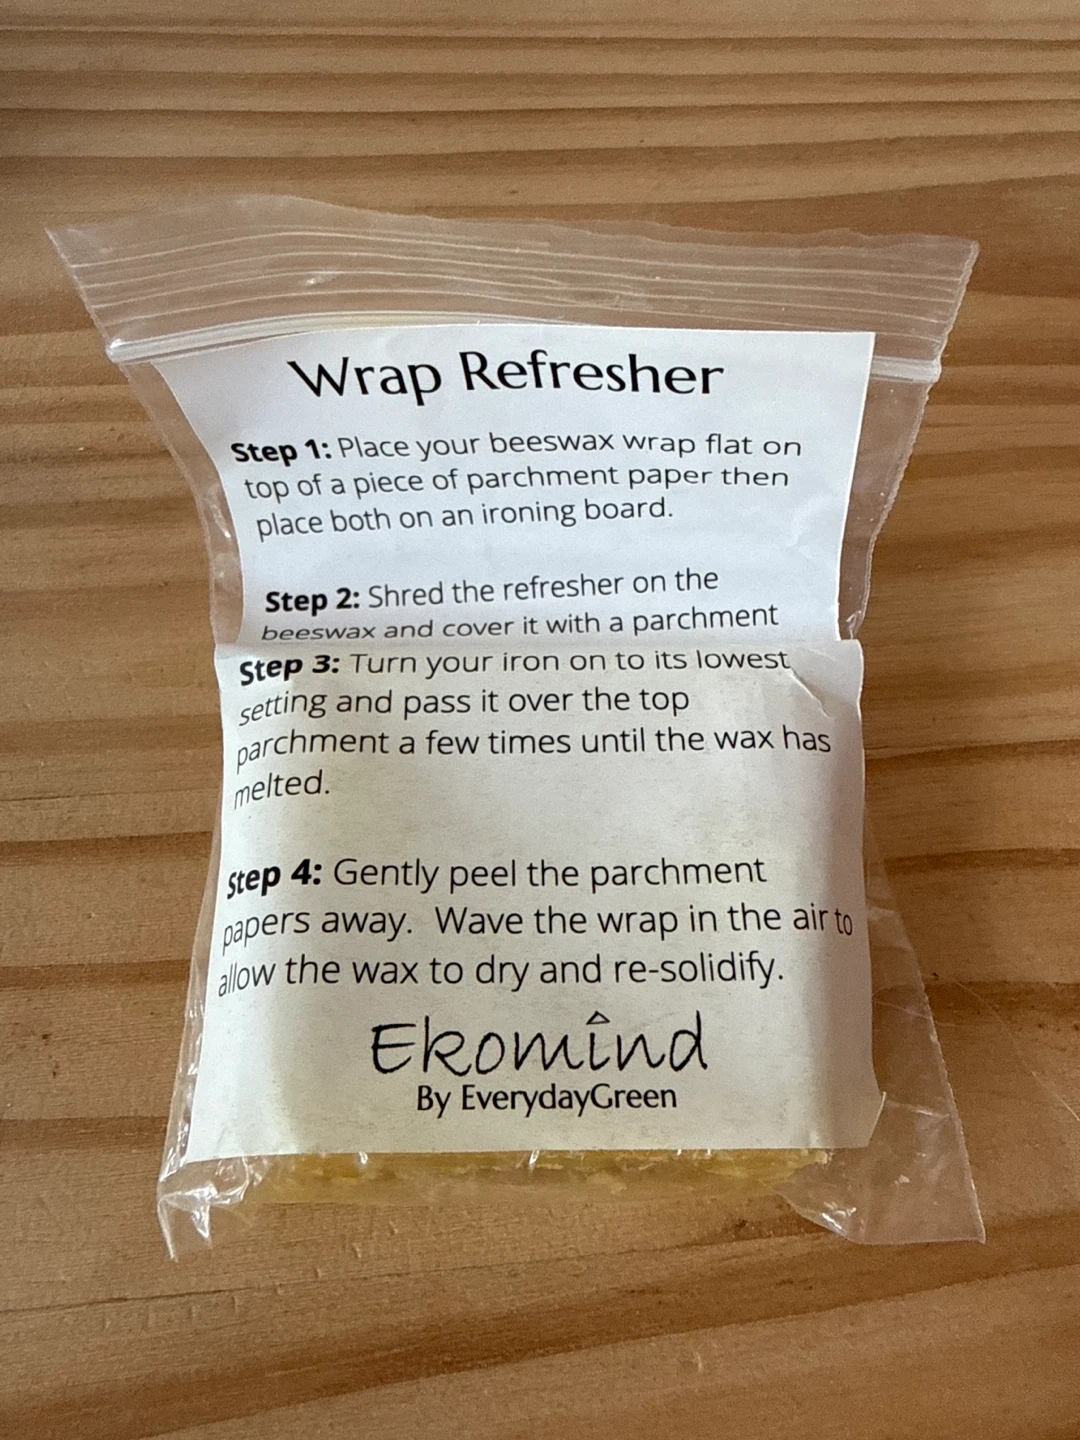 Wrap Refresher
Step 1: Place your beeswax wrap flat on
top of a piece of parchment paper then
place both on an ironing board.
Step 2: Shred the refresher on the
beeswax and cover it with a parchment
Step 3: Turn your iron on to its lowest
setting and pass it over the top
parchment a few times until the wax has
melted.
Step 4: Gently peel the parchment
papers away. Wave the wrap in the air to
allow the wax to dry and re-solidify.
Ekomînd
By EverydayGreen